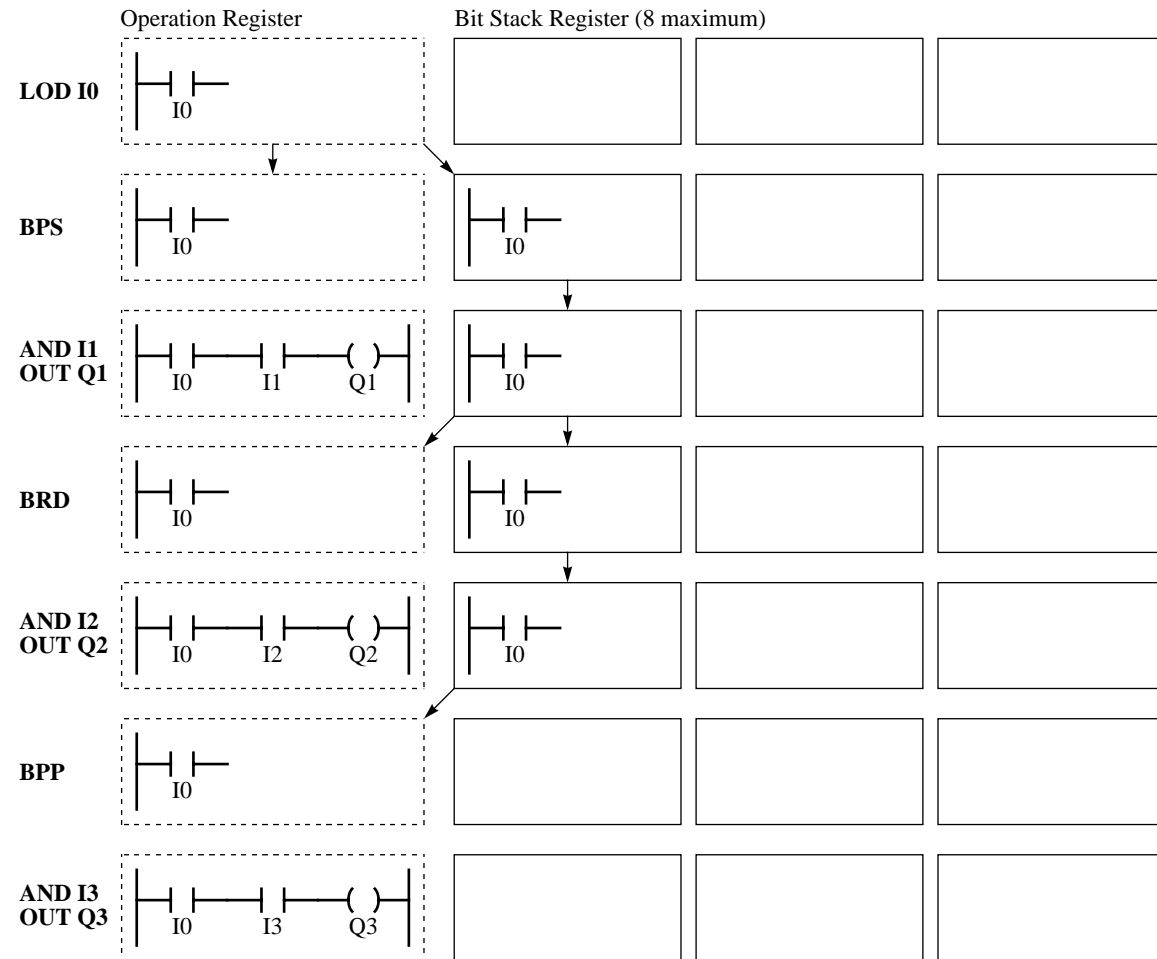 Operation Register
Bit Stack Register (8 maximum)
LOD I0
I0
BPS
I0
I0
AND I1
OUT Q1
I0
I1
Q1
I0
BRD
I0
I0
AND I2
OUT Q2
I0
I2
Q2
I0
BPP
I0
AND I3
OUT Q3
I0
I3
Q3